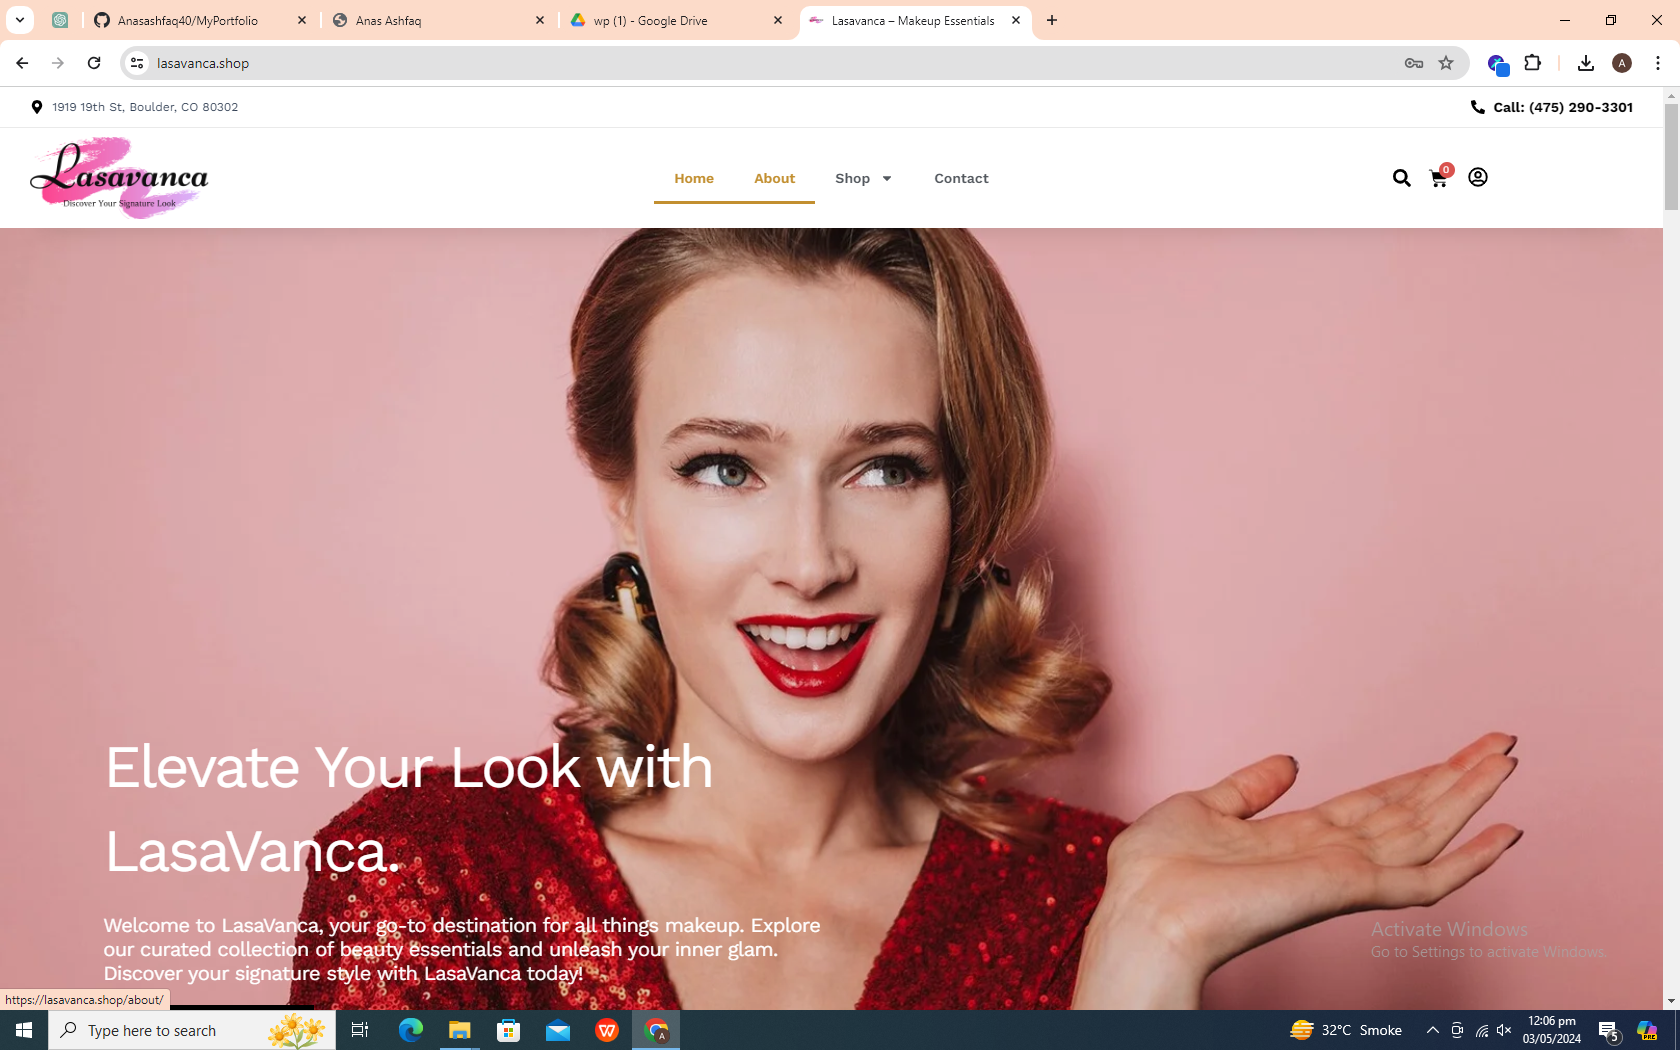 Anasashfaq40/MyPortfolio
Anas Ashfaq
wp (1) - Google Drive
Lasavanca – Makeup Essentials
lasavanca.shop
A
1919 19th St, Boulder, CO 80302
Call: (475) 290-3301
Lasavanca
Discover Your Signature Look
Home
About
Shop
Contact
0
Elevate Your Look with
LasaVanca.
Welcome to LasaVanca, your go-to destination for all things makeup. Explore
our curated collection of beauty essentials and unleash your inner glam.
Discover your signature style with LasaVanca today!
Activate Windows
Go to Settings to activate Windows.
https://lasavanca.shop/about/
Type here to search
W
A
32°C Smoke
12:06 pm
03/05/2024
5
PRE